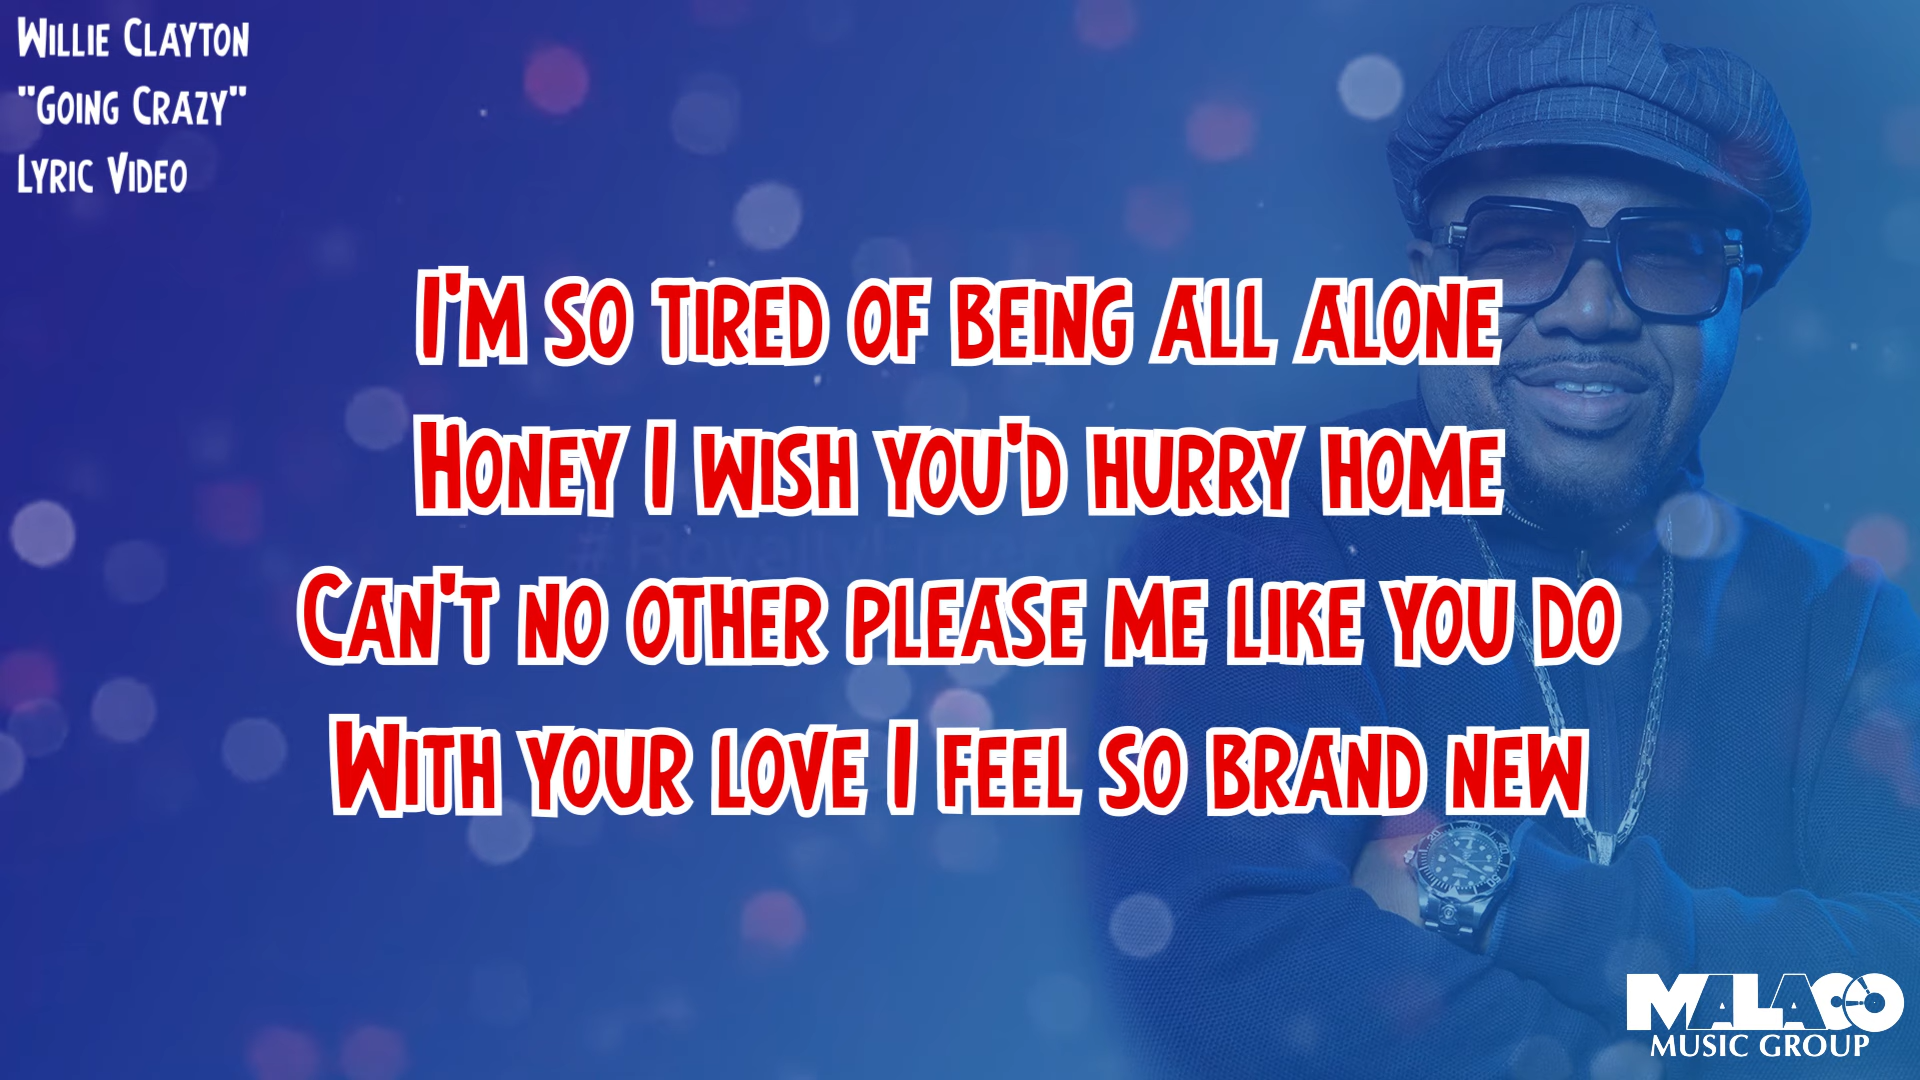 Willie Clayton
"Going Crazy"
Lyric Video
I'm so tired of being all alone
Honey I wish you'd hurry home
Can't no other please me like you do
With your love I feel so brand new
MALACO
MUSIC GROUP